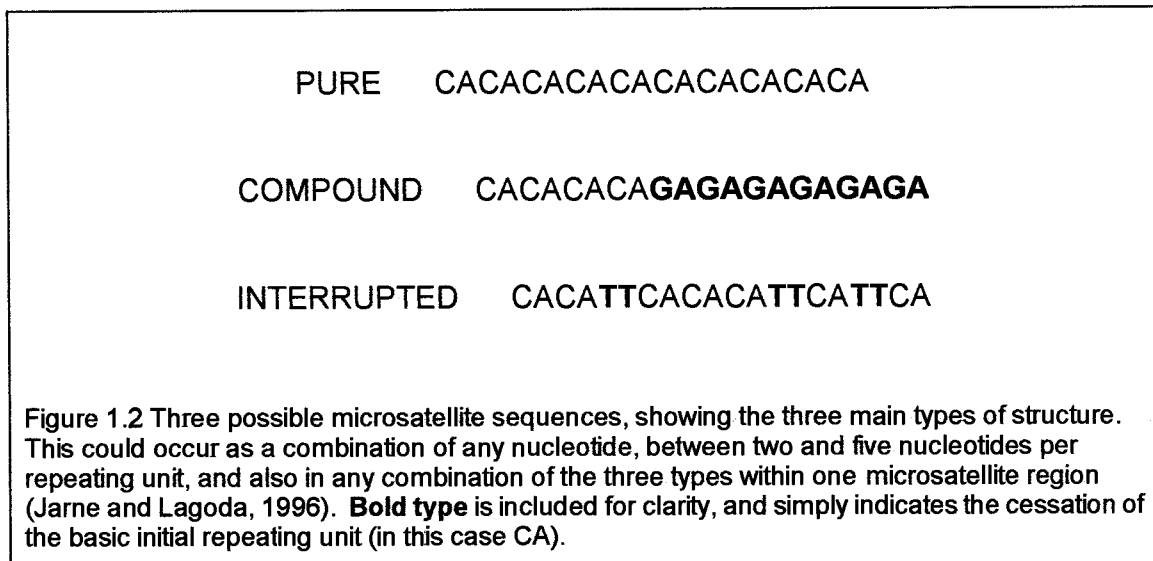 PURE CACACACACACACACACACA
COMPOUND CACACACAGAGAGAGAGAGA
INTERRUPTED CACATTCACACATTCATTCA
Figure 1.2 Three possible microsatellite sequences, showing the three main types of structure.
This could occur as a combination of any nucleotide, between two and five nucleotides per
repeating unit, and also in any combination of the three types within one microsatellite region
(Jarne and Lagoda, 1996). Bold type is included for clarity, and simply indicates the cessation of
the basic initial repeating unit (in this case CA).